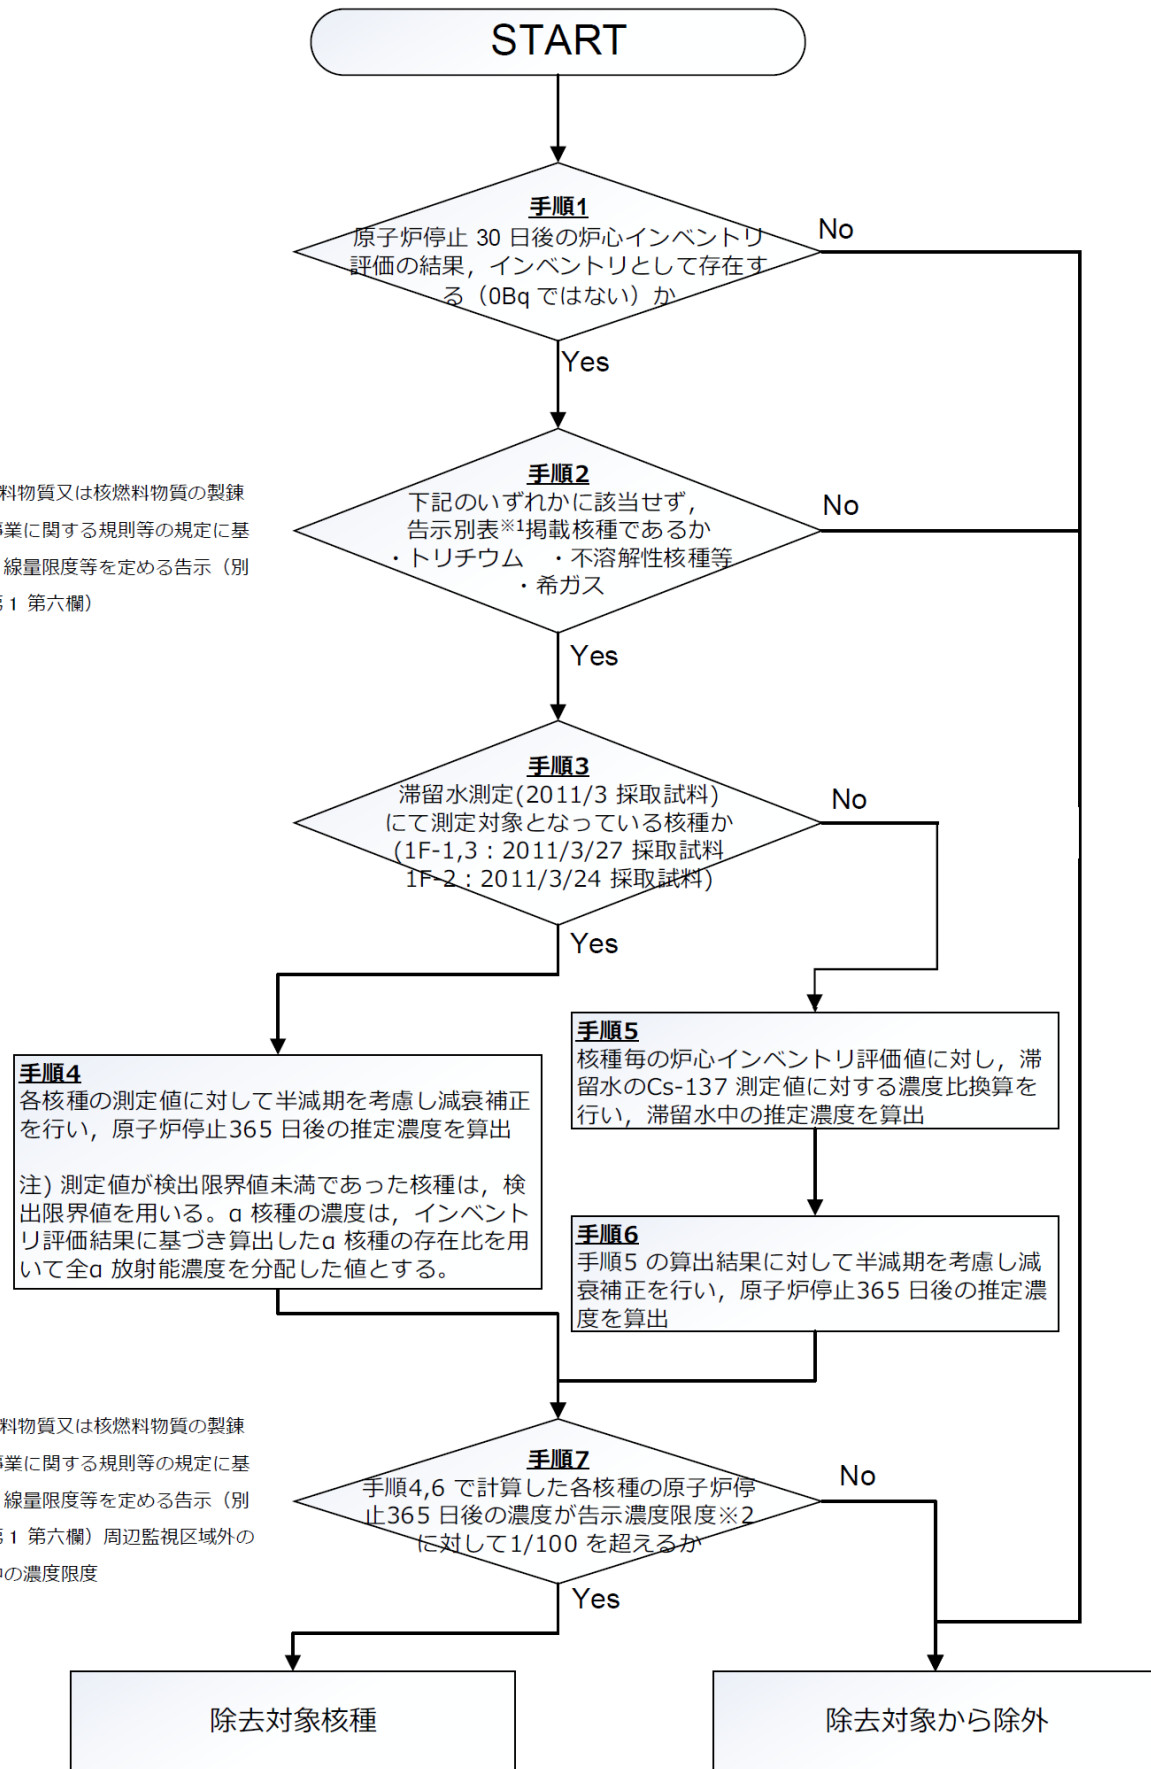 START
手順1
原子炉停止 30 日後の炉心インベントリ
評価の結果，インベントリとして存在す
る（0Bq ではない）か
No
Yes
料物質又は核燃料物質の製錬
事業に関する規則等の規定に基
線量限度等を定める告示（別
第 1 第六欄）
手順2
下記のいずれかに該当せず，
告示別表※1掲載核種であるか
・トリチウム ・不溶解性核種等
・希ガス
No
Yes
手順3
滞留水測定(2011/3 採取試料)
にて測定対象となっている核種か
(1F-1,3：2011/3/27 採取試料
1F-2：2011/3/24 採取試料)
No
Yes
手順4
各核種の測定値に対して半減期を考慮し減衰補正
を行い，原子炉停止365 日後の推定濃度を算出
注) 測定値が検出限界値未満であった核種は，検
出限界値を用いる。α 核種の濃度は，インベント
リ評価結果に基づき算出したα 核種の存在比を用
いて全α 放射能濃度を分配した値とする。
手順5
核種毎の炉心インベントリ評価値に対し，滞
留水のCs-137 測定値に対する濃度比換算を
行い，滞留水中の推定濃度を算出
手順6
手順5 の算出結果に対して半減期を考慮し減
衰補正を行い，原子炉停止365 日後の推定濃
度を算出
料物質又は核燃料物質の製錬
事業に関する規則等の規定に基
線量限度等を定める告示（別
第 1 第六欄）周辺監視区域外の
中の濃度限度
手順7
手順4,6 で計算した各核種の原子炉停
止365 日後の濃度が告示濃度限度※2
に対して1/100 を超えるか
No
Yes
除去対象核種
除去対象から除外